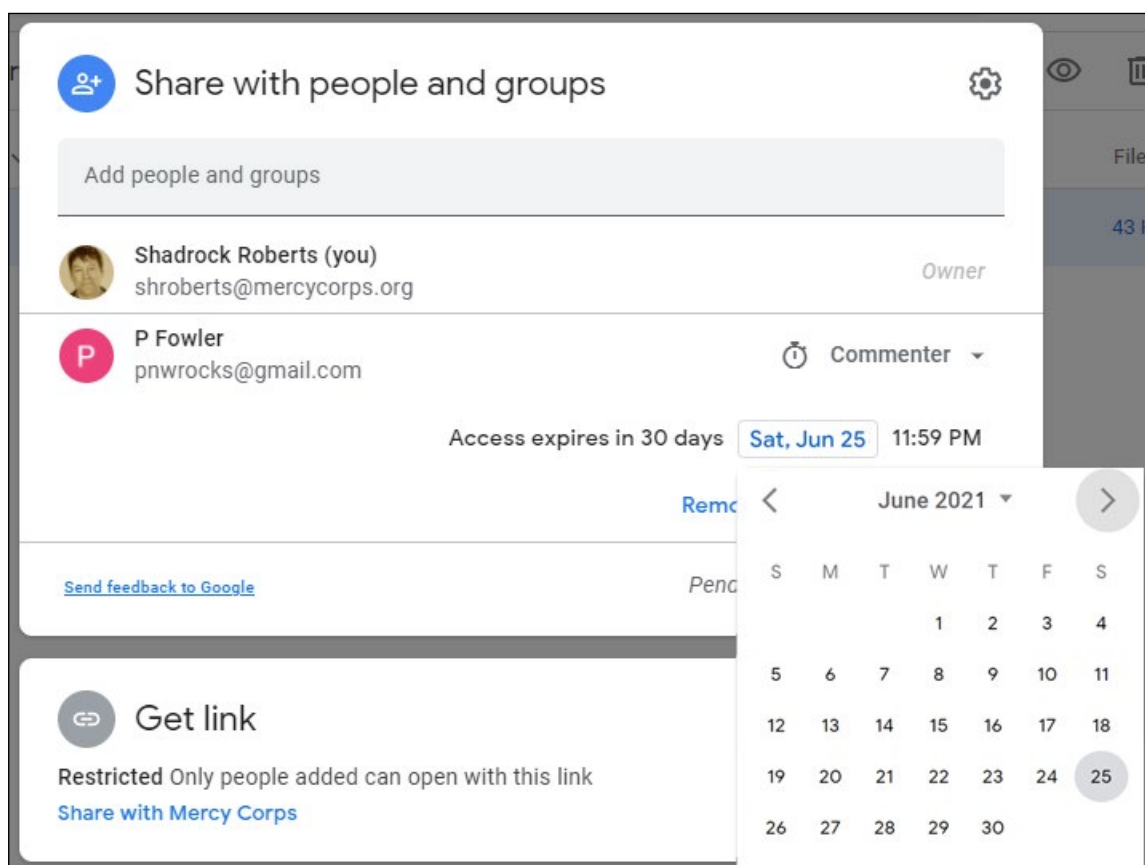 Share with people and groups
File
Add people and groups
43
Shadrock Roberts (you)
shroberts@mercycorps.org
Owner
P
P Fowler
pnwrocks@gmail.com
Commenter
Access expires in 30 days Sat, Jun 25 11:59 PM
June 2021
S M T W T F S
1 2 3 4
5 6 7 8 9 10 11
12 13 14 15 16 17 18
19 20 21 22 23 24 25
26 27 28 29 30
Send feedback to Google
Get link
Restricted Only people added can open with this link
Share with Mercy Corps